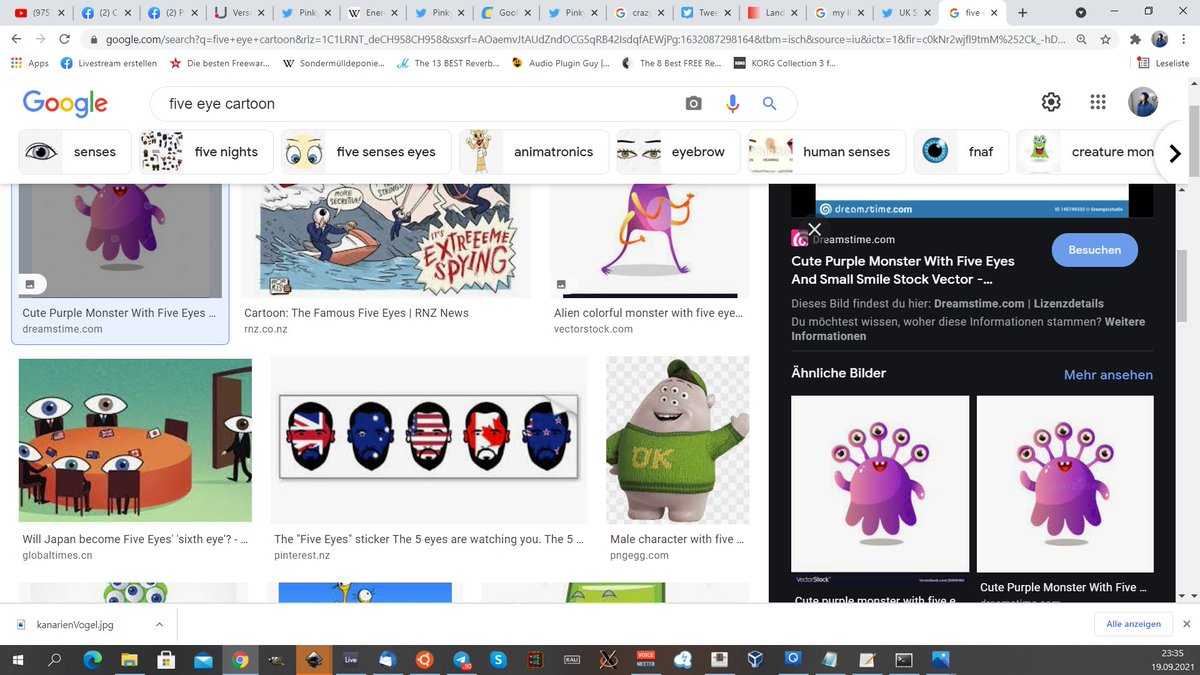 (975)
(2) C
(2) P
Vers
Pink
Ener
Pink
Goo
Pink
crazy
Twe
Land
my li
UK S
five
google.com/search?q=five+eye+cartoon&rlz=1C1LRNT_deCH958CH958&sxsrf=AOaemvJtAUdZndOCG5qRB42IsdqfAEWjPg:1632087298164&tbm=isch&source=iu&ictx=1&fir=c0kNr2wjfI9tmM%252Ck_-hD...
Apps
Livestream erstellen
Die besten Freewar...
Sondermülldeponie...
The 13 BEST Reverb...
Audio Plugin Guy |...
The 8 Best FREE Re...
KORG Collection 3 f...
Leseliste
Google
five eye cartoon
senses
five nights
five senses eyes
animatronics
eyebrow
human senses
fnaf
creature mon
MORE
SECRETIVE!
STRINGS!
IT'S
EXTREEEME
SPYING
Cute Purple Monster With Five Eyes ...
dreamstime.com
Cartoon: The Famous Five Eyes | RNZ News
rnz.co.nz
Alien colorful monster with five eye...
vectorstock.com
OK
Will Japan become Five Eyes' 'sixth eye'? - ...
globaltimes.cn
The "Five Eyes" sticker The 5 eyes are watching you. The 5 ...
pinterest.nz
Male character with five ...
pngegg.com
dreamstime.com
ID 145749333 © Greenpicstudio
Dreamstime.com
Cute Purple Monster With Five Eyes
And Small Smile Stock Vector -...
Besuchen
Dieses Bild findest du hier: Dreamstime.com | Lizenzdetails
Du möchtest wissen, woher diese Informationen stammen? Weitere
Informationen
Ähnliche Bilder
Mehr ansehen
VectorStock
Cute purple monster with five e
Cute Purple Monster With Five ...
dreamstime.com
kanarienVogel.jpg
Alle anzeigen
Live
KALI
VOICE
MEETER
23:35
19.09.2021